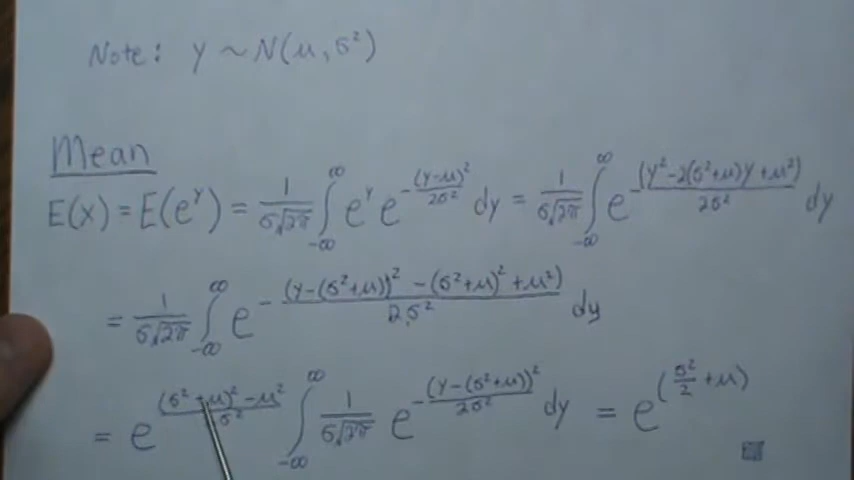 Note: Y ~ N(μ, σ²)
Mean
E(X) = E(e^Y) = 1/(σ√2π) ∫_{-∞}^{∞} e^Y e^{-(Y-μ)²/2σ²} dy = 1/(σ√2π) ∫_{-∞}^{∞} e^{-(Y²-2(σ²+μ)Y+μ²)/2σ²} dy
= 1/(σ√2π) ∫_{-∞}^{∞} e^{-((Y-(σ²+μ))² -(σ²+μ)² +μ²)/2σ²} dy
= e^{((σ²+μ)²-μ²)/σ²} ∫_{-∞}^{∞} 1/(σ√2π) e^{-(Y-(σ²+μ))²/2σ²} dy = e^{(σ²/2 +μ)}